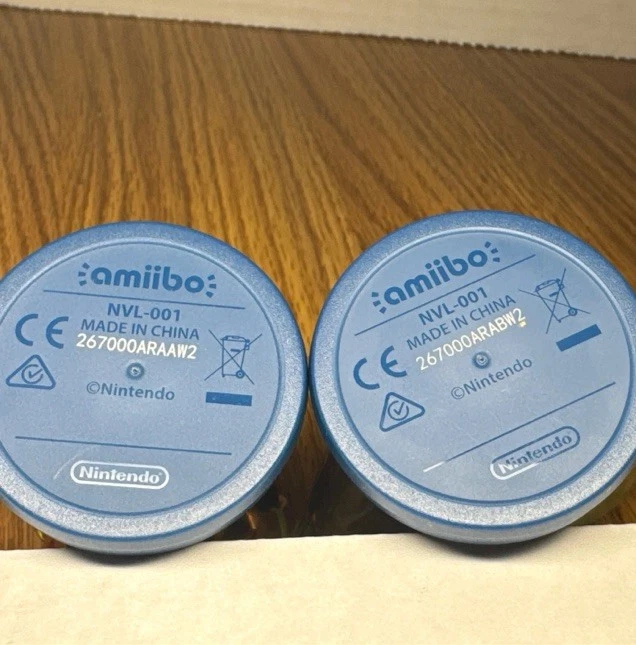 amiibo
NVL-001
MADE IN CHINA
267000ARAAW2
CE
©Nintendo
Nintendo
amiibo
NVL-001
MADE IN CHINA
267000ARABW2
CE
©Nintendo
Nintendo